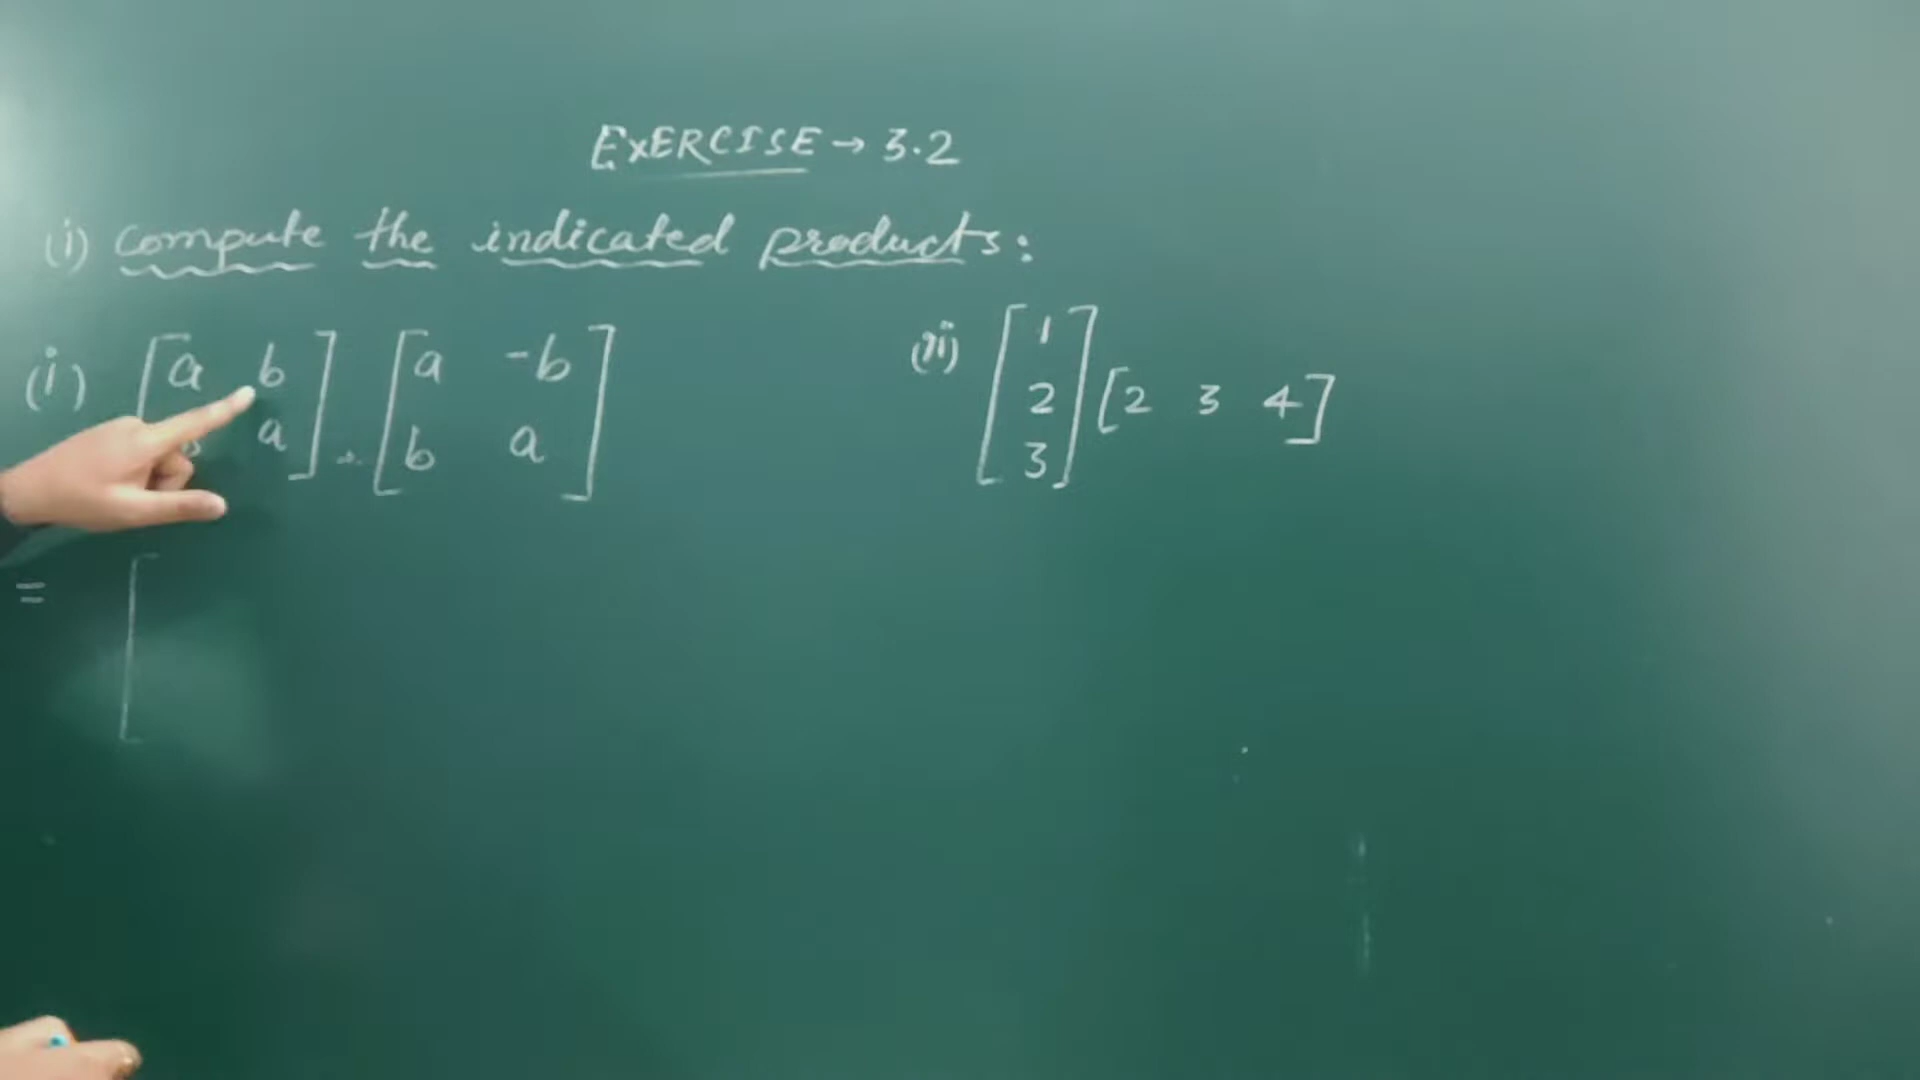 EXERCISE → 3.2
(i) compute the indicated products:
(i) [a b] . [a -b]
a] [b a]
(ii) [1 2 3] [2 3 4]
= [